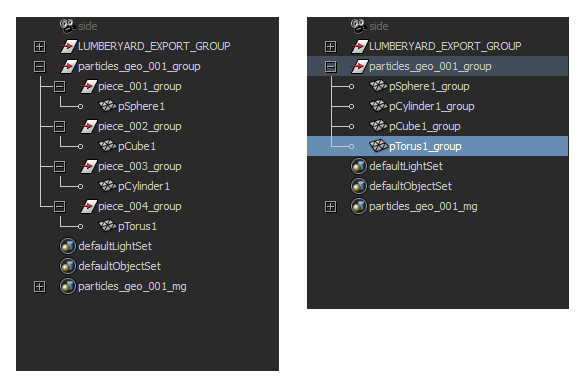 side
LUMBERYARD_EXPORT_GROUP
particles_geo_001_group
piece_001_group
pSphere1
piece_002_group
pCube1
piece_003_group
pCylinder1
piece_004_group
pTorus1
defaultLightSet
defaultObjectSet
particles_geo_001_mg
side
LUMBERYARD_EXPORT_GROUP
particles_geo_001_group
pSphere1_group
pCylinder1_group
pCube1_group
pTorus1_group
defaultLightSet
defaultObjectSet
particles_geo_001_mg